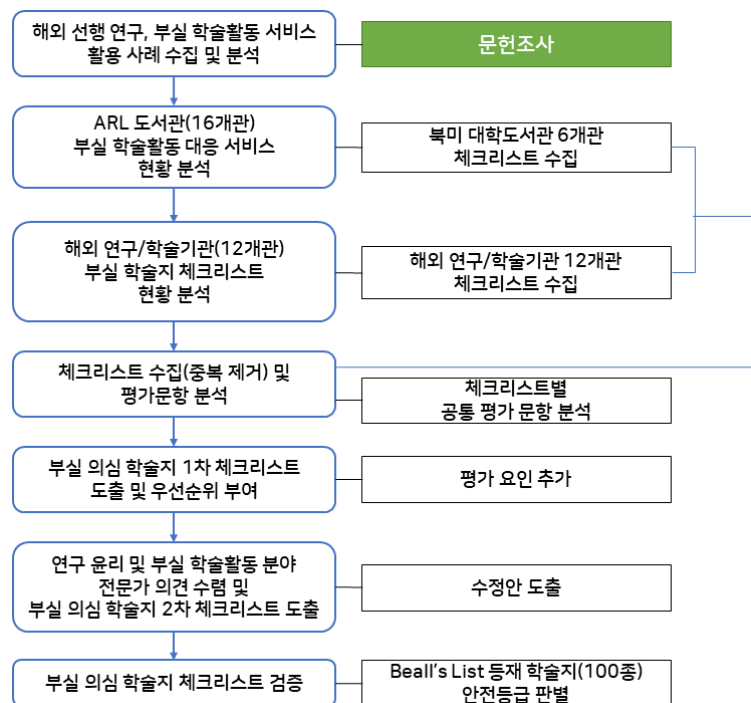 해외 선행 연구, 부실 학술활동 서비스
활용 사례 수집 및 분석
문헌조사
ARL 도서관(16개관)
부실 학술활동 대응 서비스
현황 분석
북미 대학도서관 6개관
체크리스트 수집
해외 연구/학술기관(12개관)
부실 학술지 체크리스트
현황 분석
해외 연구/학술기관 12개관
체크리스트 수집
체크리스트 수집(중복 제거) 및
평가문항 분석
체크리스트별
공통 평가 문항 분석
부실 의심 학술지 1차 체크리스트
도출 및 우선순위 부여
평가 요인 추가
연구 윤리 및 부실 학술활동 분야
전문가 의견 수렴 및
부실 의심 학술지 2차 체크리스트 도출
수정안 도출
부실 의심 학술지 체크리스트 검증
Beall’s List 등재 학술지(100종)
안전등급 판별